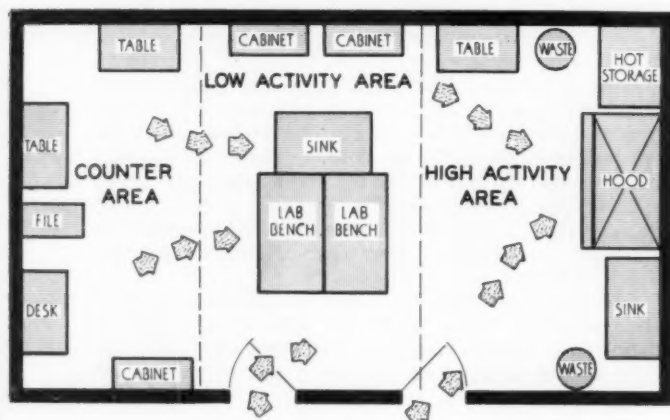 TABLE
CABINET
CABINET
TABLE
WASTE
HOT
STORAGE
LOW ACTIVITY AREA
TABLE
COUNTER
AREA
SINK
HIGH ACTIVITY
AREA
HOOD
FILE
LAB
BENCH
LAB
BENCH
DESK
SINK
CABINET
WASTE